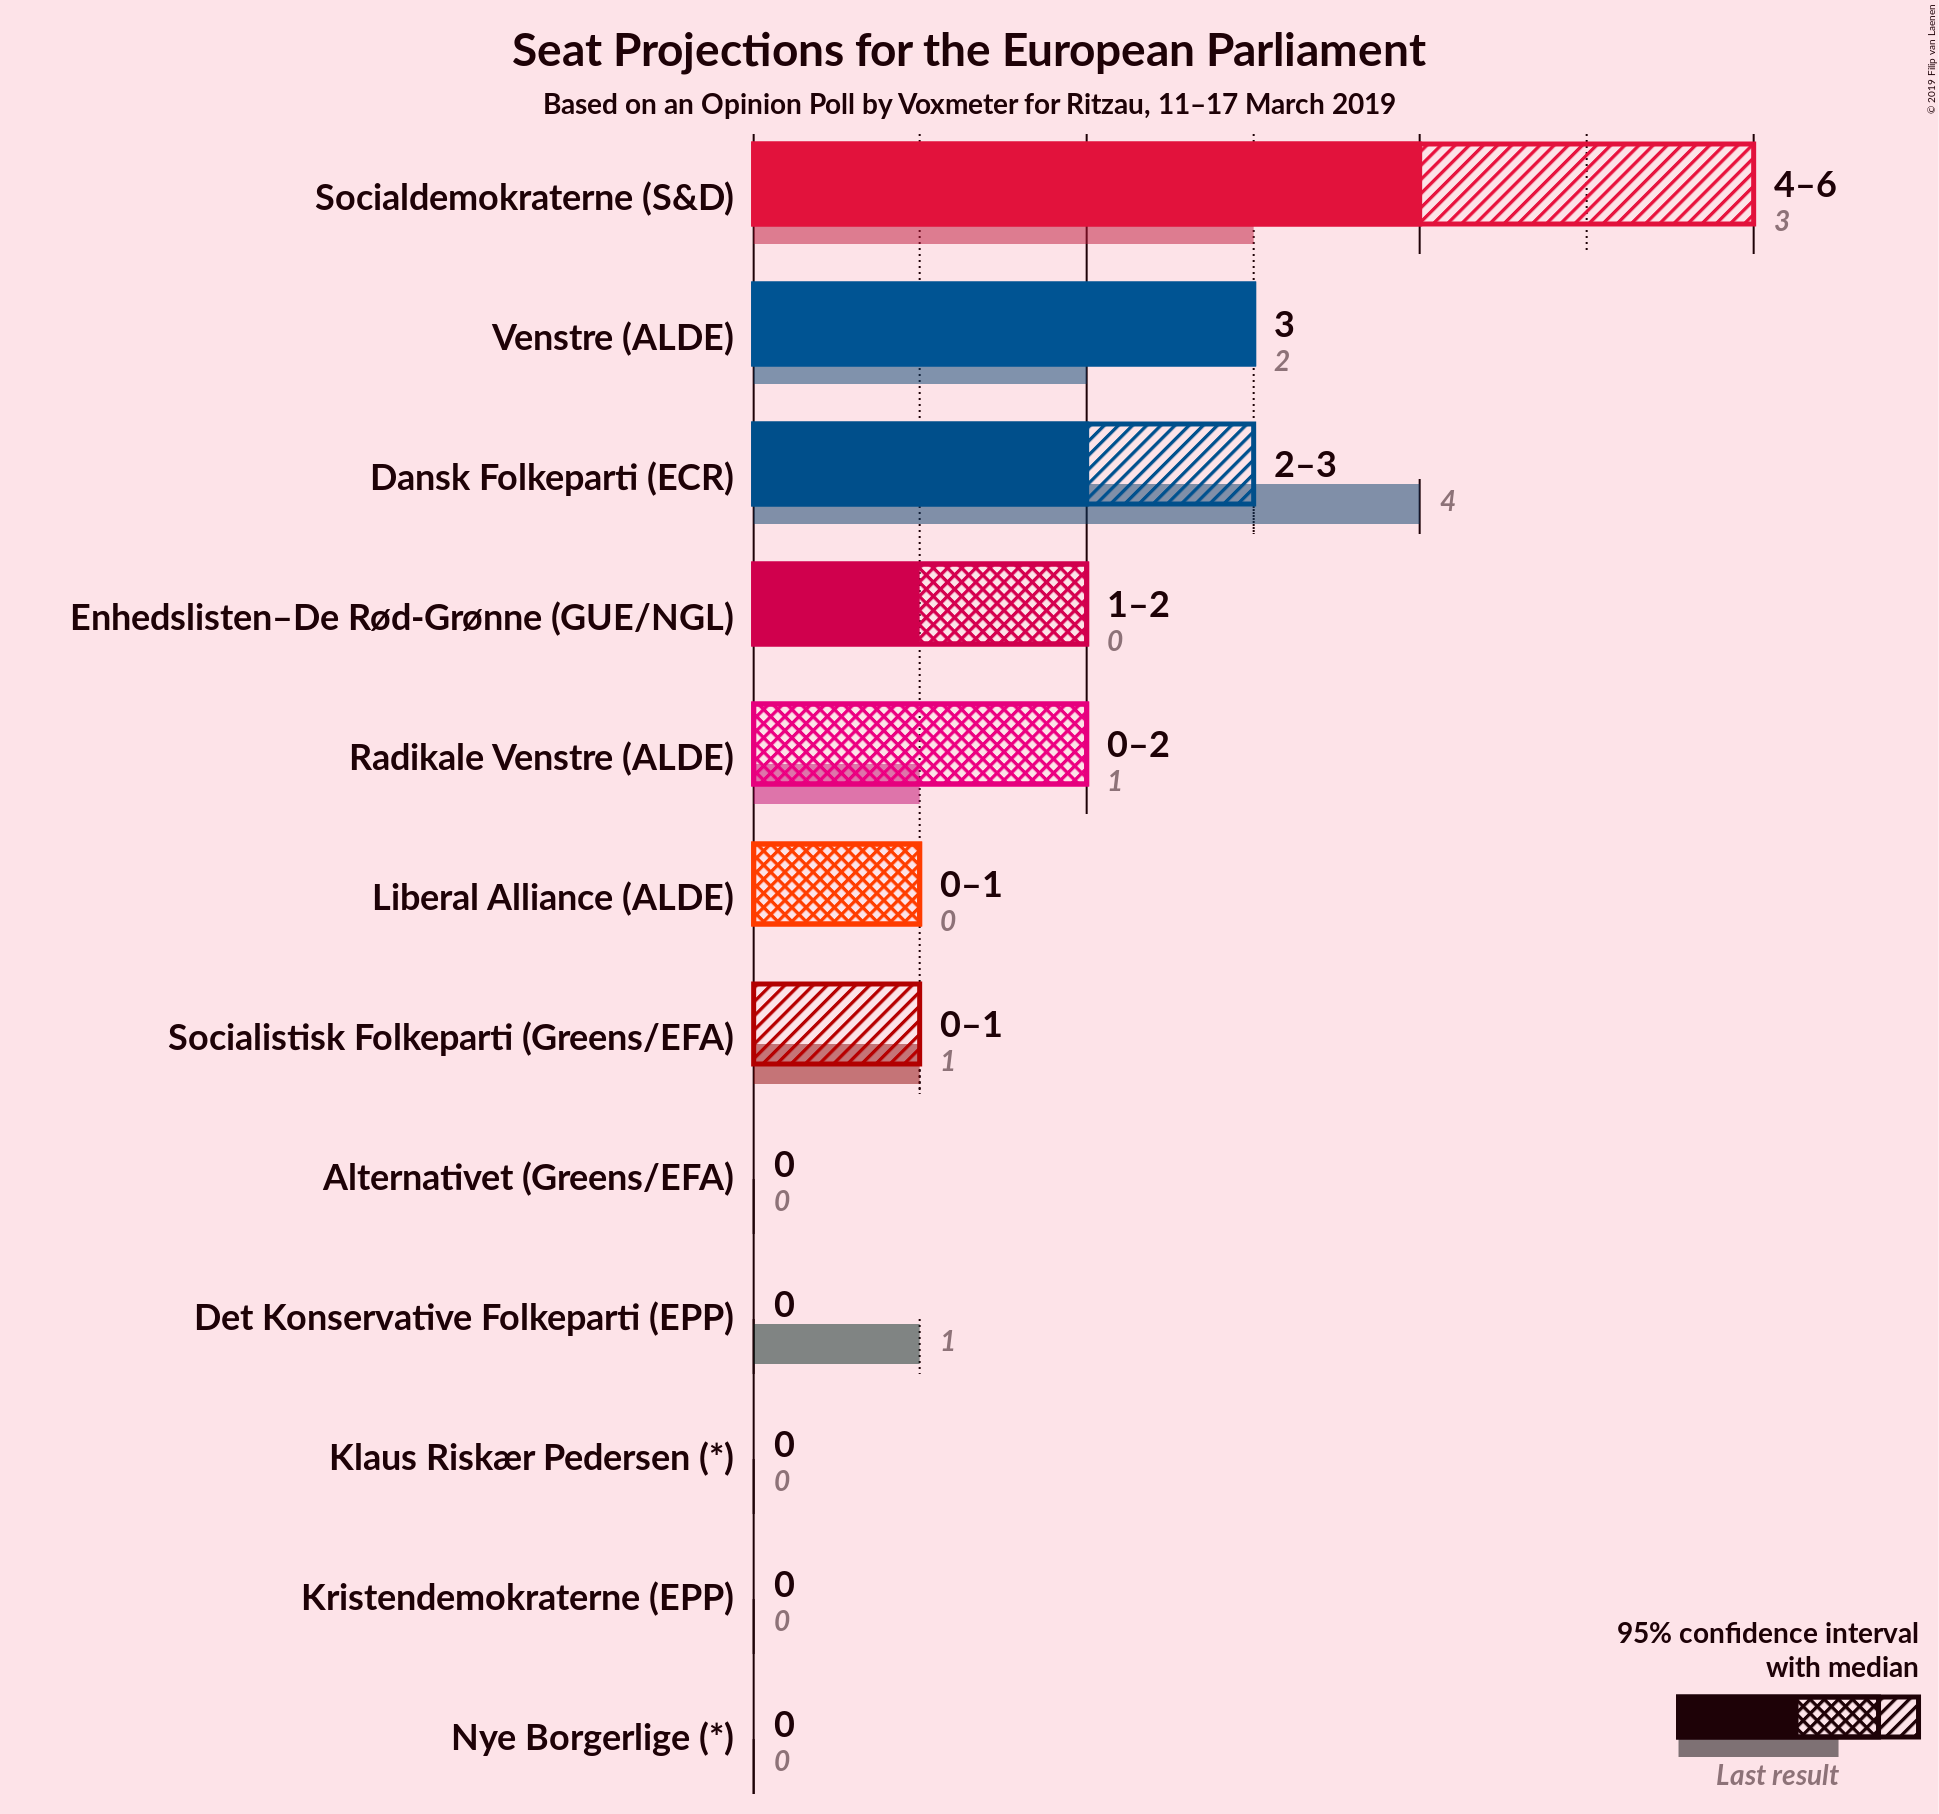 Seat Projections for the European Parliament
Based on an Opinion Poll by Voxmeter for Ritzau, 11–17 March 2019
© 2019 Filip van Laenen
Socialdemokraterne (S&D)
4–6
3
Venstre (ALDE)
3
2
Dansk Folkeparti (ECR)
2–3
4
Enhedslisten–De Rød-Grønne (GUE/NGL)
1–2
0
Radikale Venstre (ALDE)
0–2
1
Liberal Alliance (ALDE)
0–1
0
Socialistisk Folkeparti (Greens/EFA)
0–1
1
Alternativet (Greens/EFA)
0
0
Det Konservative Folkeparti (EPP)
0
1
Klaus Riskær Pedersen (*)
0
0
Kristendemokraterne (EPP)
0
0
Nye Borgerlige (*)
0
0
95% confidence interval
with median
Last result